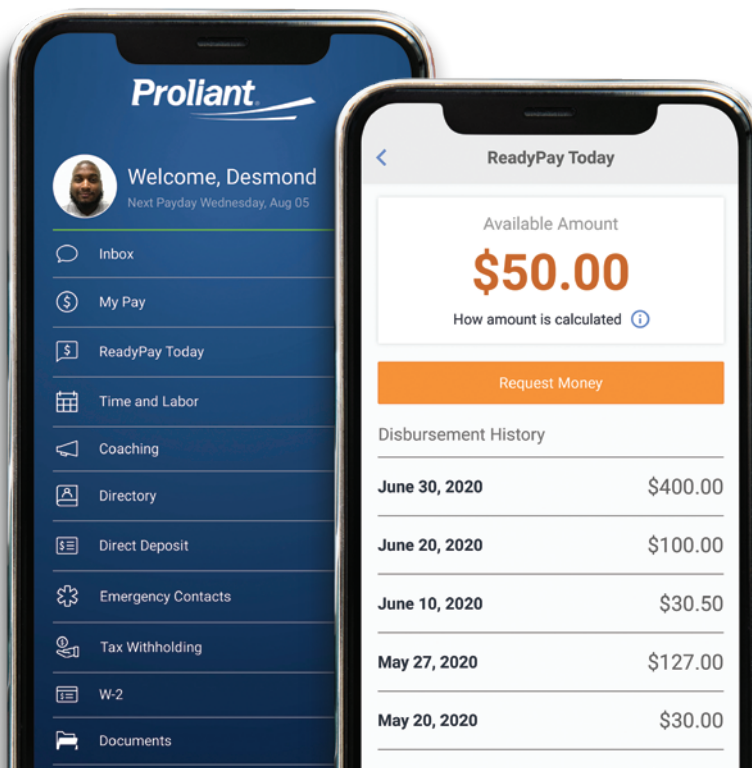 Proliant
Welcome, Desmond
Next Payday Wednesday, Aug 05
Inbox
My Pay
ReadyPay Today
Time and Labor
Coaching
Directory
Direct Deposit
Emergency Contacts
Tax Withholding
W-2
Documents
ReadyPay Today
Available Amount
$50.00
How amount is calculated
Request Money
Disbursement History
June 30, 2020 $400.00
June 20, 2020 $100.00
June 10, 2020 $30.50
May 27, 2020 $127.00
May 20, 2020 $30.00